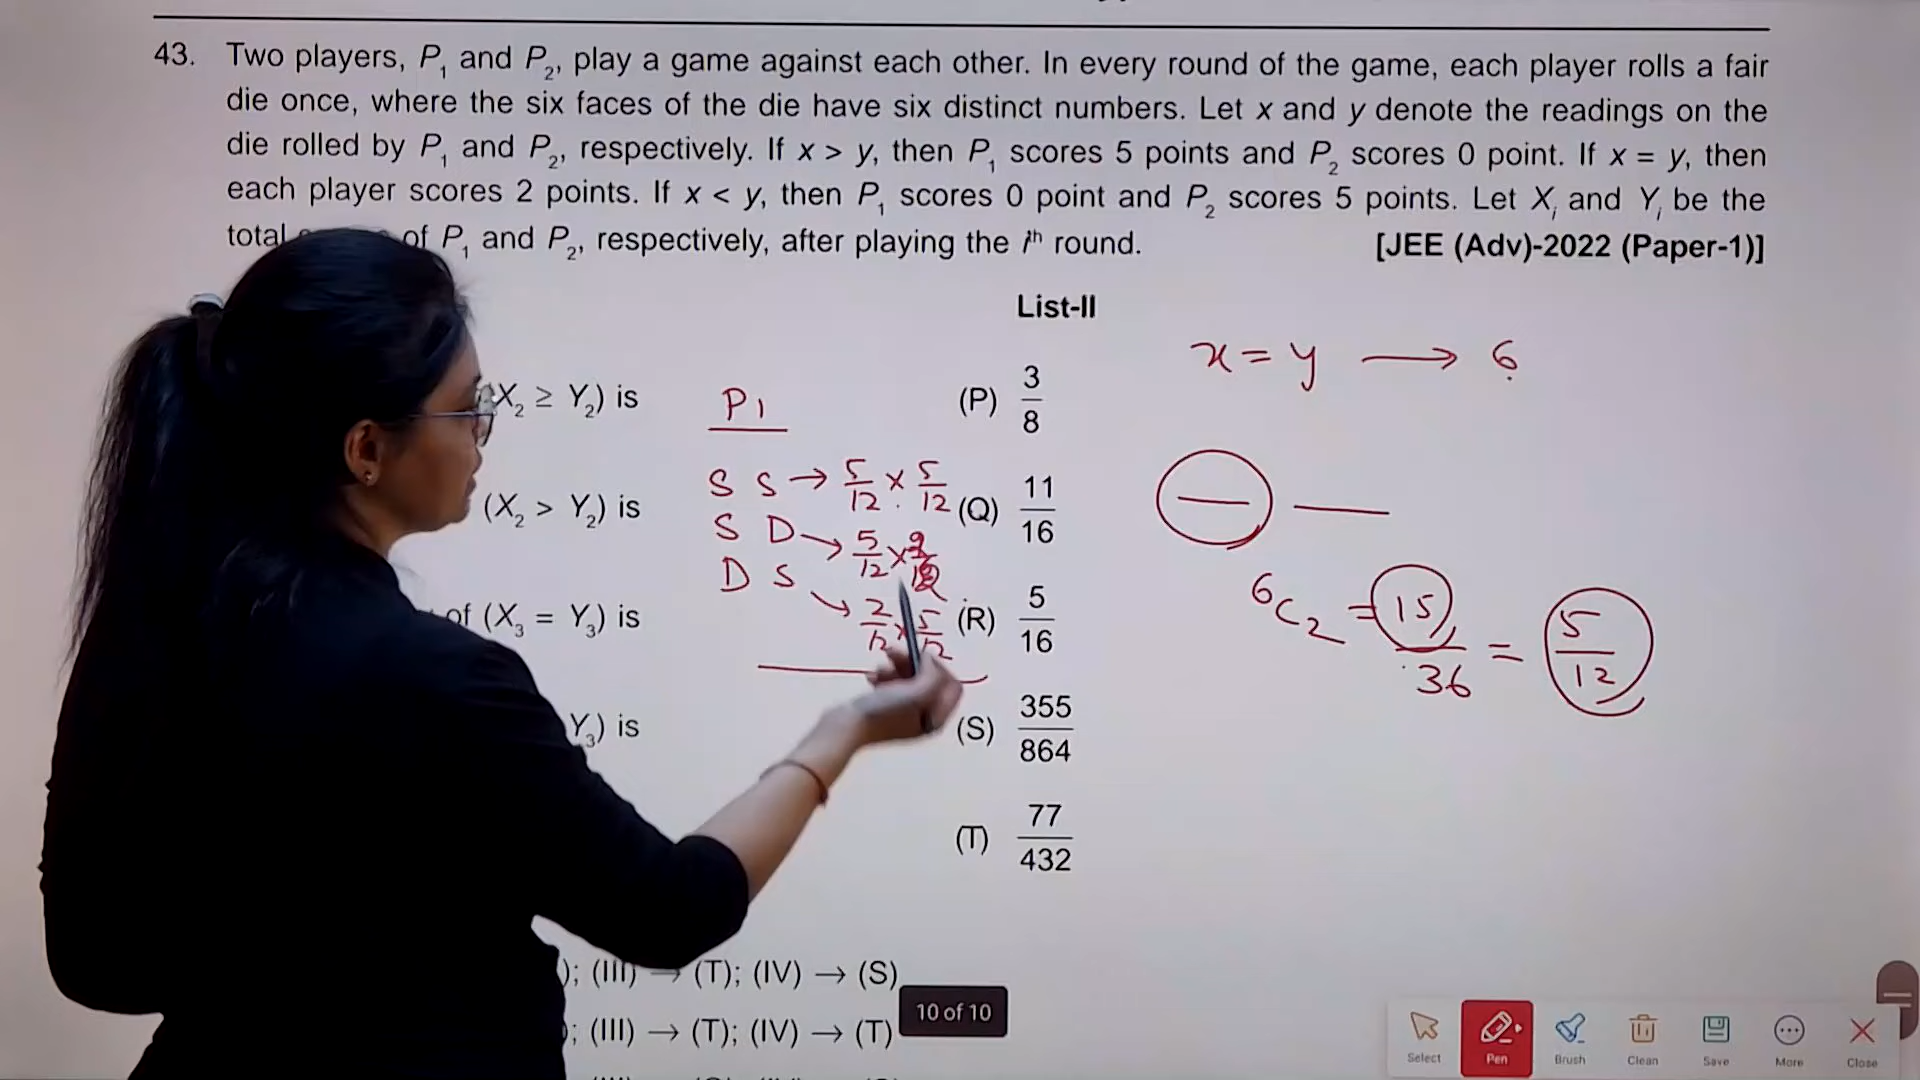 43. Two players, P1 and P2, play a game against each other. In every round of the game, each player rolls a fair
die once, where the six faces of the die have six distinct numbers. Let x and y denote the readings on the
die rolled by P1 and P2, respectively. If x > y, then P1 scores 5 points and P2 scores 0 point. If x = y, then
each player scores 2 points. If x < y, then P1 scores 0 point and P2 scores 5 points. Let Xi and Yi be the
total of P1 and P2, respectively, after playing the ith round. [JEE (Adv)-2022 (Paper-1)]
List-II
x = y → 6
X2 ≥ Y2) is
P1
(P) 3/8
S S → 5/12 × 5/12
(X2 > Y2) is
(Q) 11/16
S D → 5/12 × 2/12
D S → 2/12 × 5/12
6C2 = 15/36 = 5/12
of (X3 = Y3) is
(R) 5/16
Y3) is
(S) 355/864
(T) 77/432
); (III) → (T); (IV) → (S)
; (III) → (T); (IV) → (T)
10 of 10
Select Pen Brush Clean Save More Close